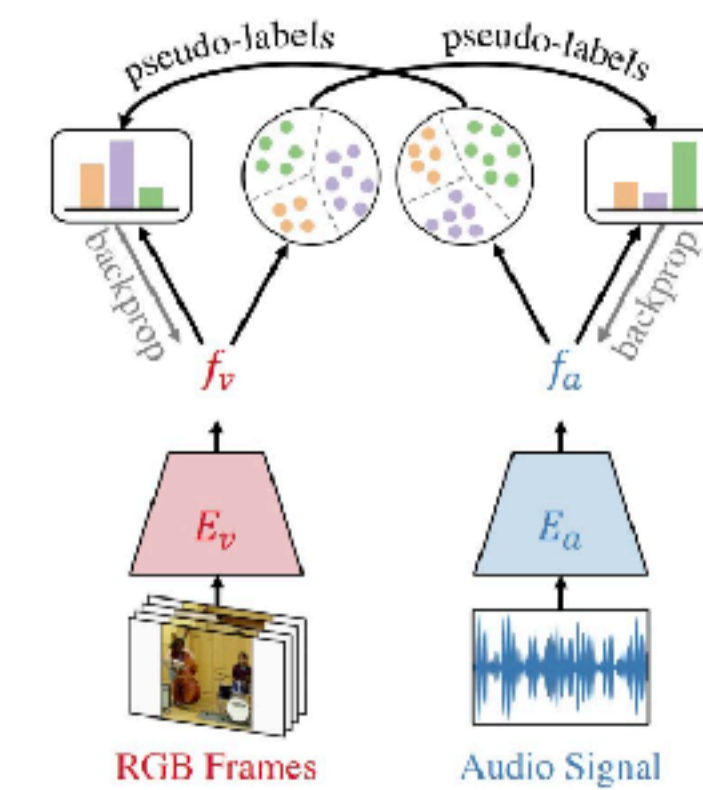 pseudo-labels pseudo-labels
backprop backprop
f_v f_a
E_v E_a
RGB Frames Audio Signal